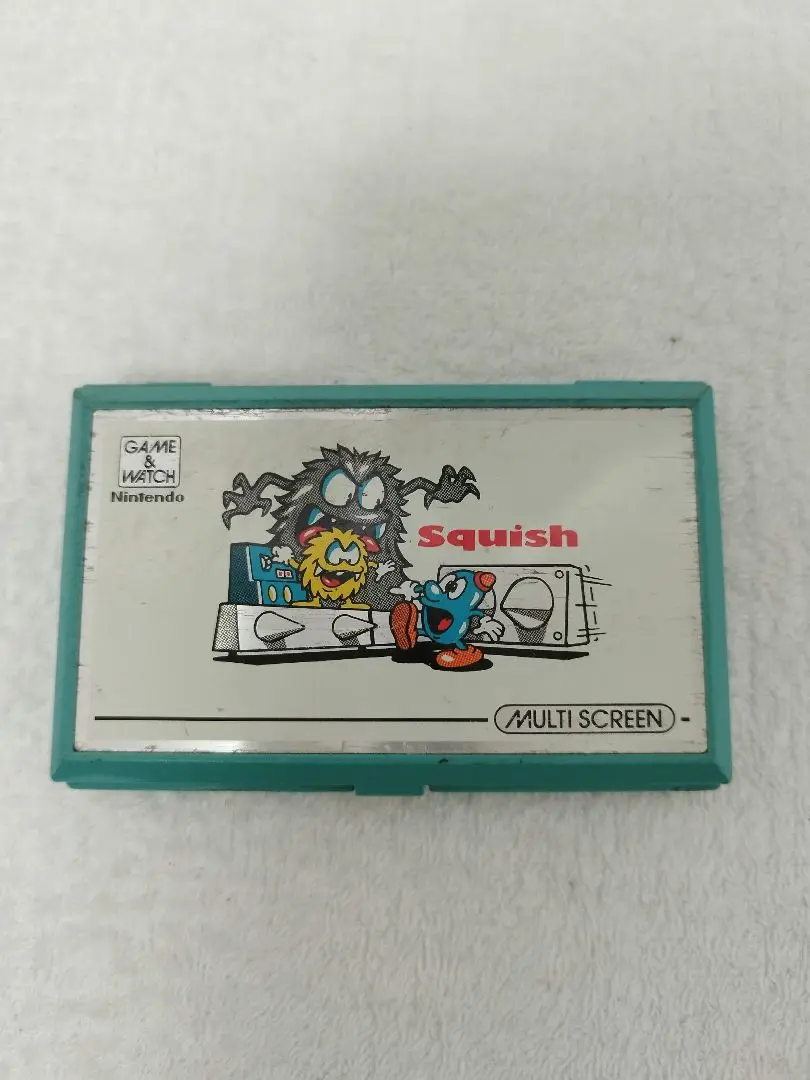 GAME
&
WATCH
Nintendo
Squish
MULTI SCREEN